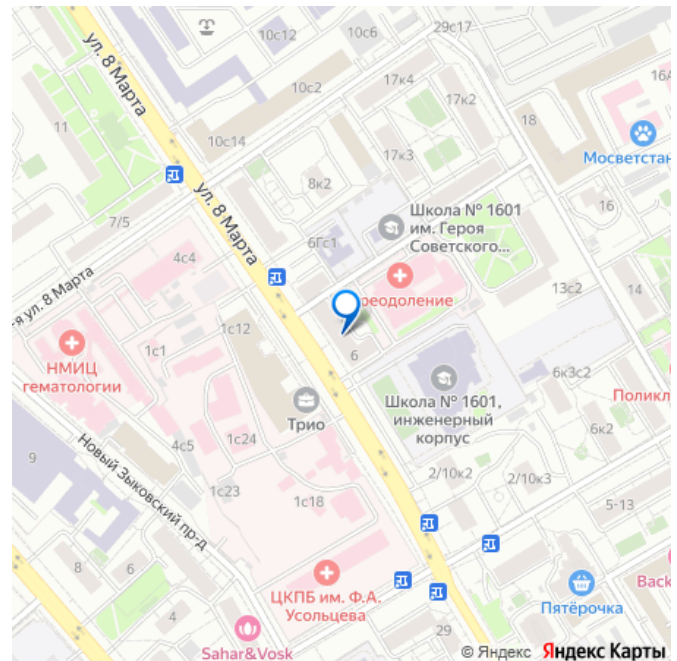 10с12
10с6
29с17
ул. 8 Марта
11
10с2
17к4
17к2
10с14
18
Мосветстан
17к3
8к2
7/5
ул. 8 Марта
Школа № 1601
им. Героя
Советского...
16
6Гс1
4с4
я ул. 8 Марта
реодоление
13с2
14
НМИЦ
гематологии
1с1
1с12
6
Школа № 1601,
инженерный
корпус
6к3с2
Поликл
Трио
6к2
Новый Зыковский пр-д
9
4с5
1с24
1с23
1с18
2/10к2
2/10к3
5-13
8
6
4
ЦКПБ им. Ф.А.
Усольцева
Пятёрочка
Back
29
Sahar&Vosk
© Яндекс Яндекс Карты